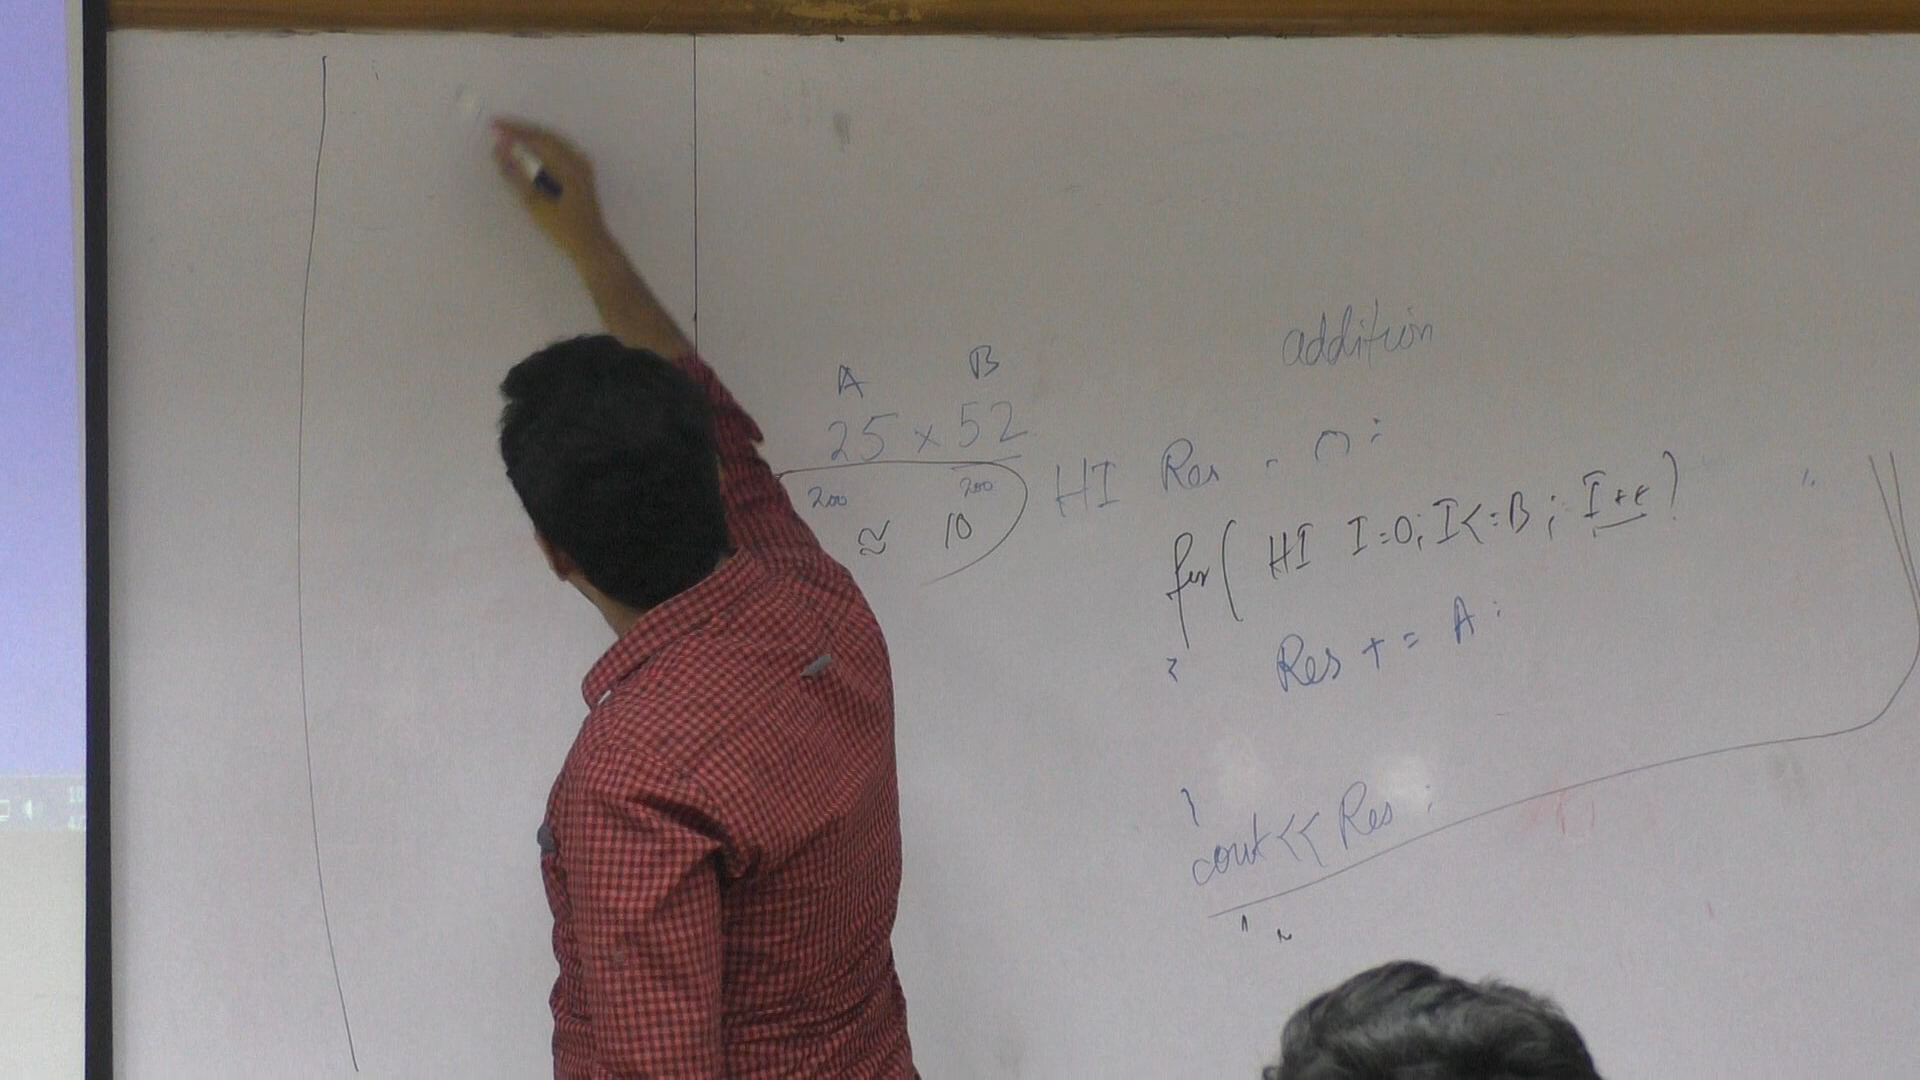 addition
A B
25 x 52
200 200
≈ 10
HI Res = 0;
for( HI I=0; I<=B; I++)
{ Res += A;
}
cout << Res;